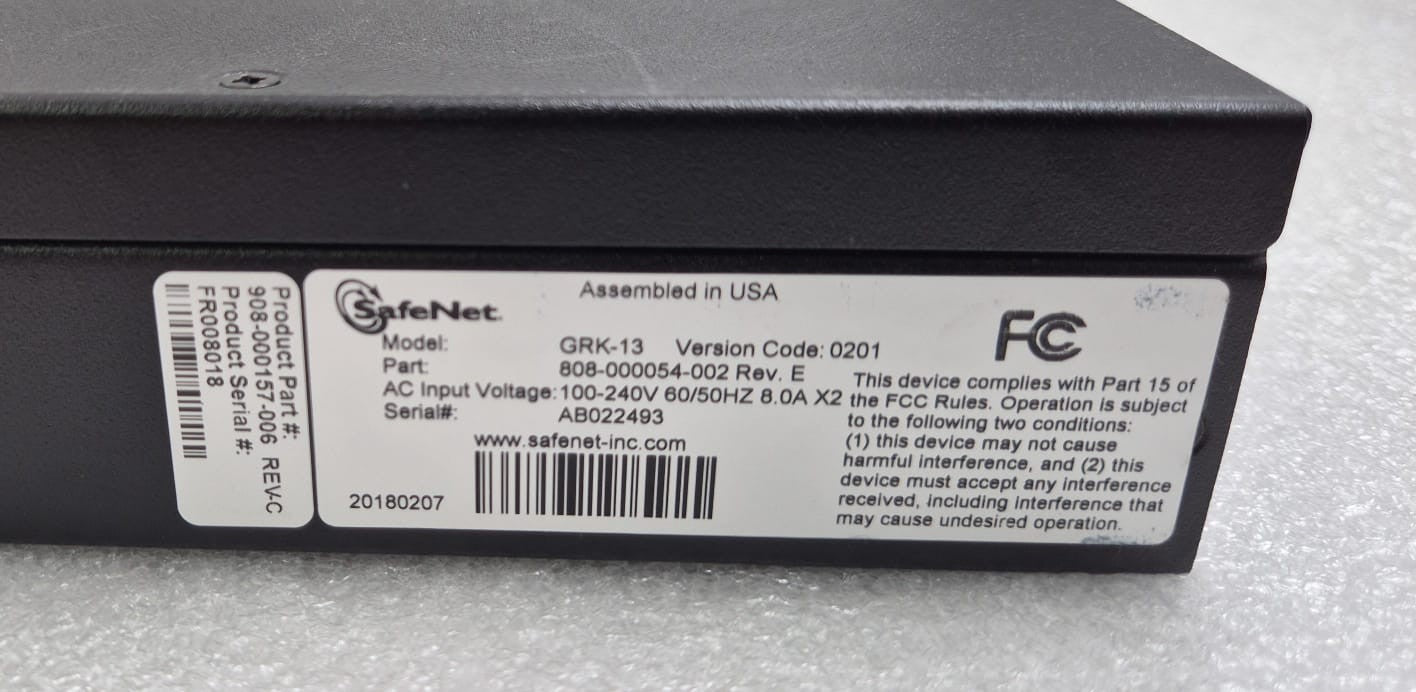 Product Part #:
908-000157-006 REV-C
Product Serial #:
FR008018
SafeNet.
Assembled in USA
FC
Model: GRK-13 Version Code: 0201
Part: 808-000054-002 Rev. E
AC Input Voltage: 100-240V 60/50HZ 8.0A X2
Serial#: AB022493
www.safenet-inc.com
20180207
This device complies with Part 15 of
the FCC Rules. Operation is subject
to the following two conditions:
(1) this device may not cause
harmful interference, and (2) this
device must accept any interference
received, including interference that
may cause undesired operation.